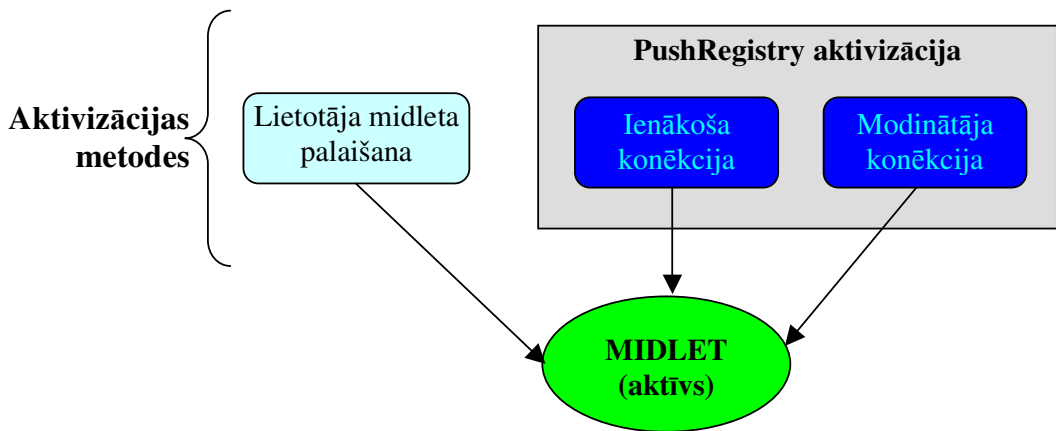 Aktivizācijas
metodes
Lietotāja midleta
palaišana
PushRegistry aktivizācija
Ienākoša
konēkcija
Modinātāja
konēkcija
MIDLET
(aktīvs)